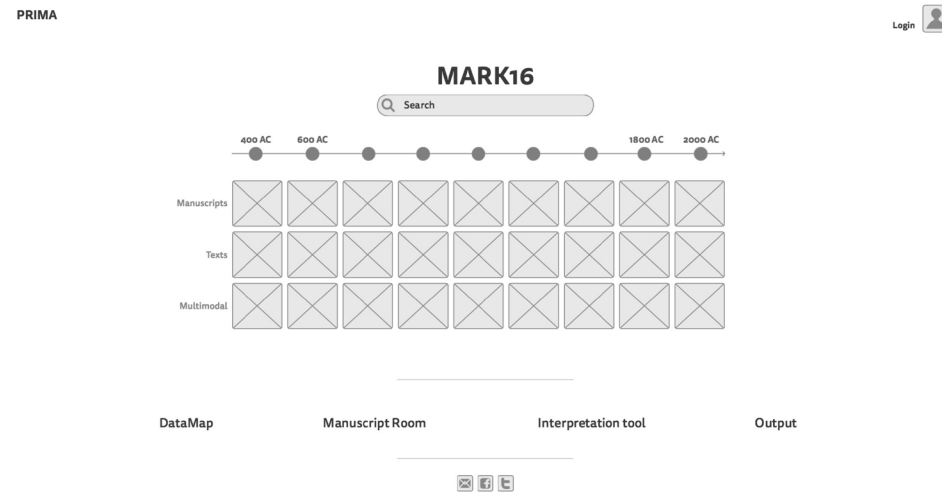 PRIMA
Login
MARK16
Search
400 AC 600 AC 1800 AC 2000 AC
Manuscripts
Texts
Multimodal
DataMap Manuscript Room Interpretation tool Output